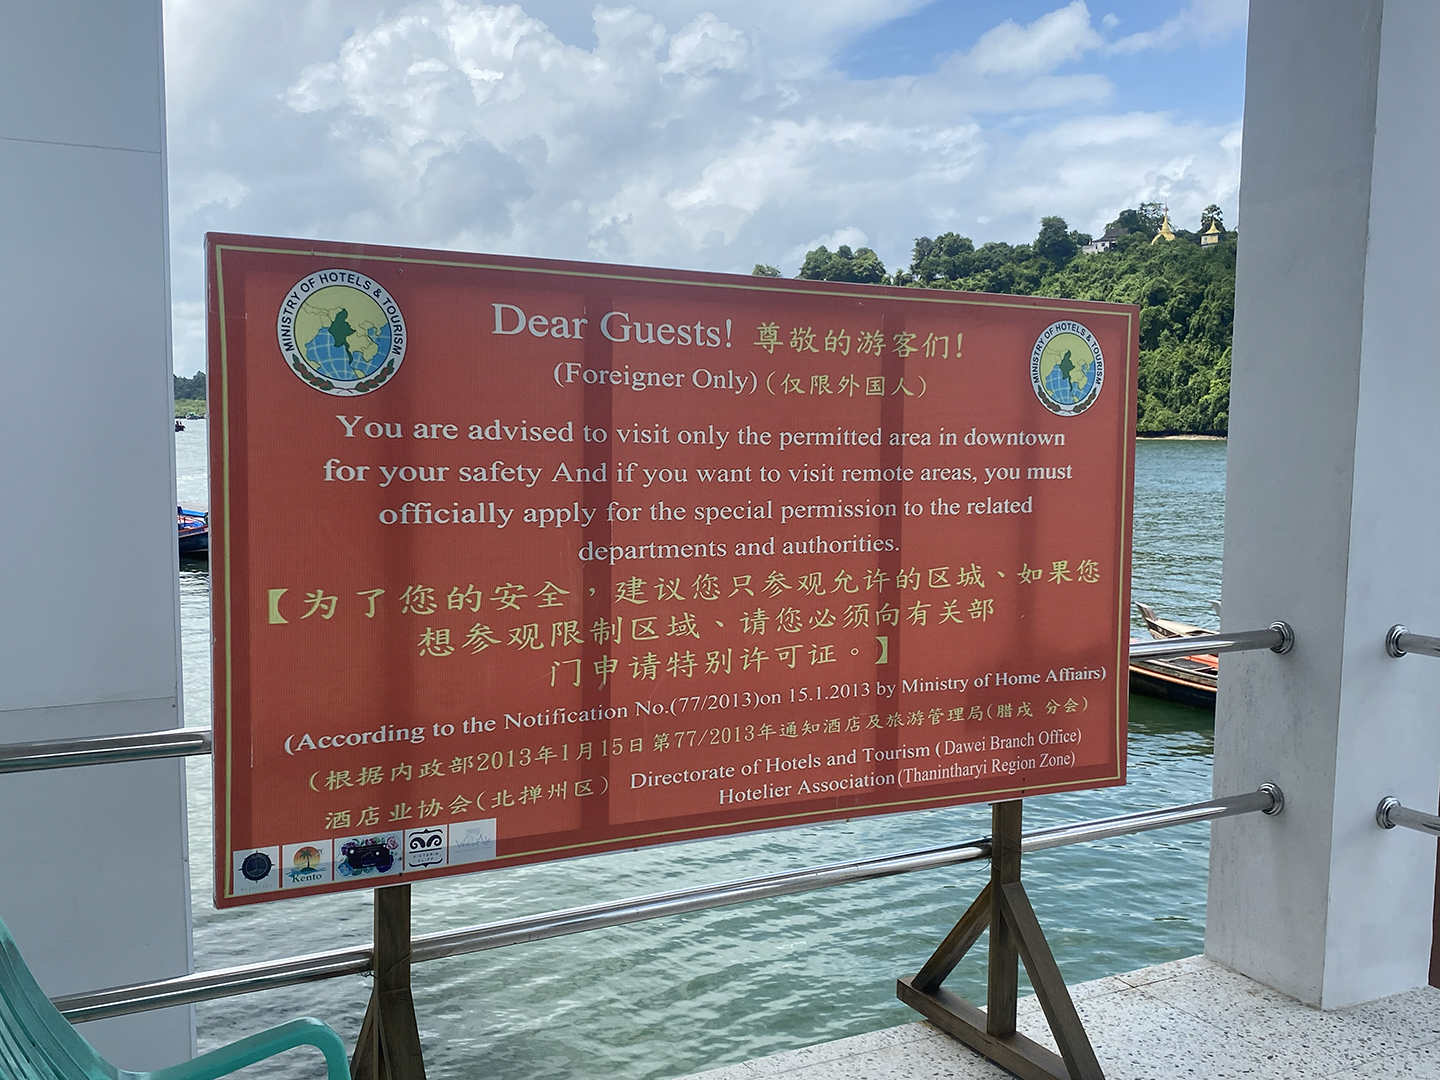 MINISTRY OF HOTELS & TOURISM
MINISTRY OF HOTELS & TOURISM
Dear Guests! 尊敬的游客们!
(Foreigner Only) (仅限外国人)
You are advised to visit only the permitted area in downtown
for your safety And if you want to visit remote areas, you must
officially apply for the special permission to the related
departments and authorities.
【为了您的安全，建议您只参观允许的区域、如果您
想参观限制区域、请您必须向有关部
门申请特别许可证。】
(According to the Notification No.(77/2013)on 15.1.2013 by Ministry of Home Affiairs)
(根据内政部2013年1月15日第77/2013年通知酒店及旅游管理局(腊戌 分会)
酒店业协会(北掸州区) Directorate of Hotels and Tourism (Dawei Branch Office)
Hotelier Association (Thanintharyi Region Zone)
Kento
VICTORIA
CLIFF